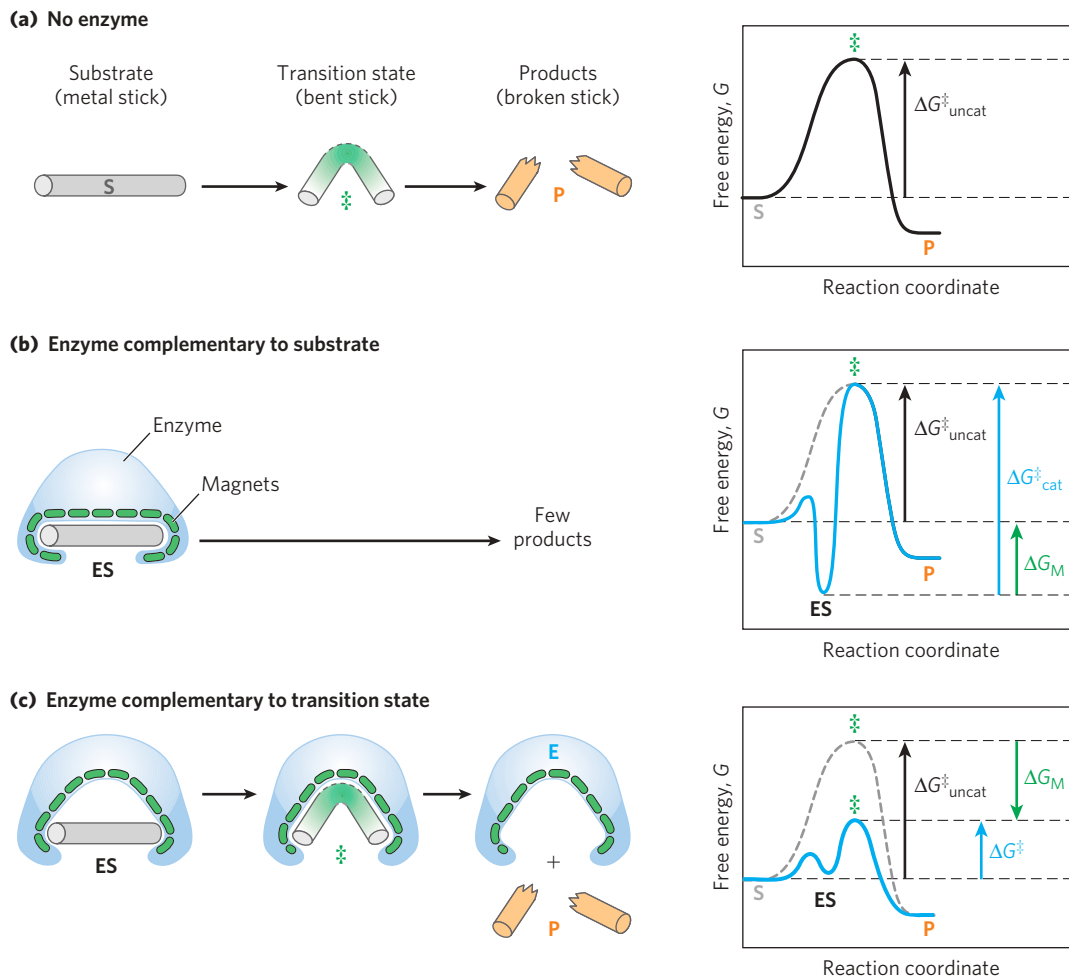 (a) No enzyme
Substrate
(metal stick)
Transition state
(bent stick)
Products
(broken stick)
S
‡
P
‡
Free energy, G
ΔG‡uncat
S
P
Reaction coordinate
(b) Enzyme complementary to substrate
Enzyme
Magnets
ES
Few
products
‡
Free energy, G
ΔG‡uncat
ΔG‡cat
ΔGM
S
P
ES
Reaction coordinate
(c) Enzyme complementary to transition state
ES
‡
E
+
P
‡
Free energy, G
ΔG‡uncat
ΔGM
‡
ΔG‡
S
ES
P
Reaction coordinate